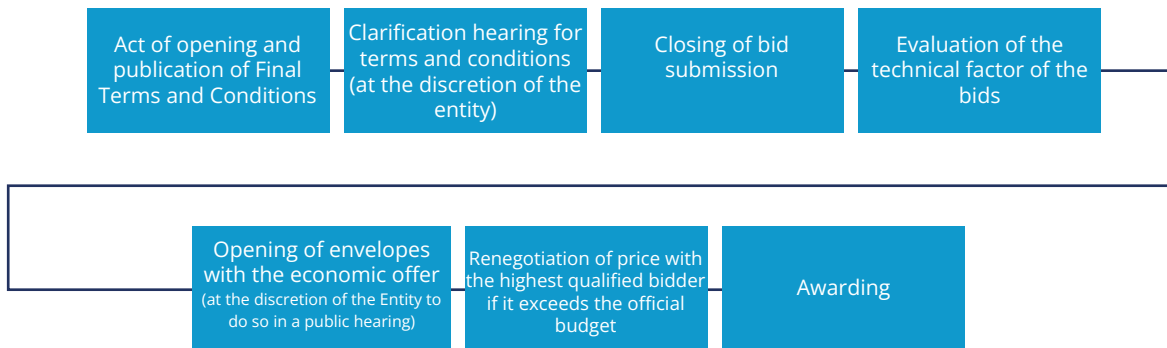 Act of opening and
publication of Final
Terms and Conditions
Clarification hearing for
terms and conditions
(at the discretion of the
entity)
Closing of bid
submission
Evaluation of the
technical factor of the
bids
Opening of envelopes
with the economic offer
(at the discretion of the Entity to
do so in a public hearing)
Renegotiation of price with
the highest qualified bidder
if it exceeds the official
budget
Awarding